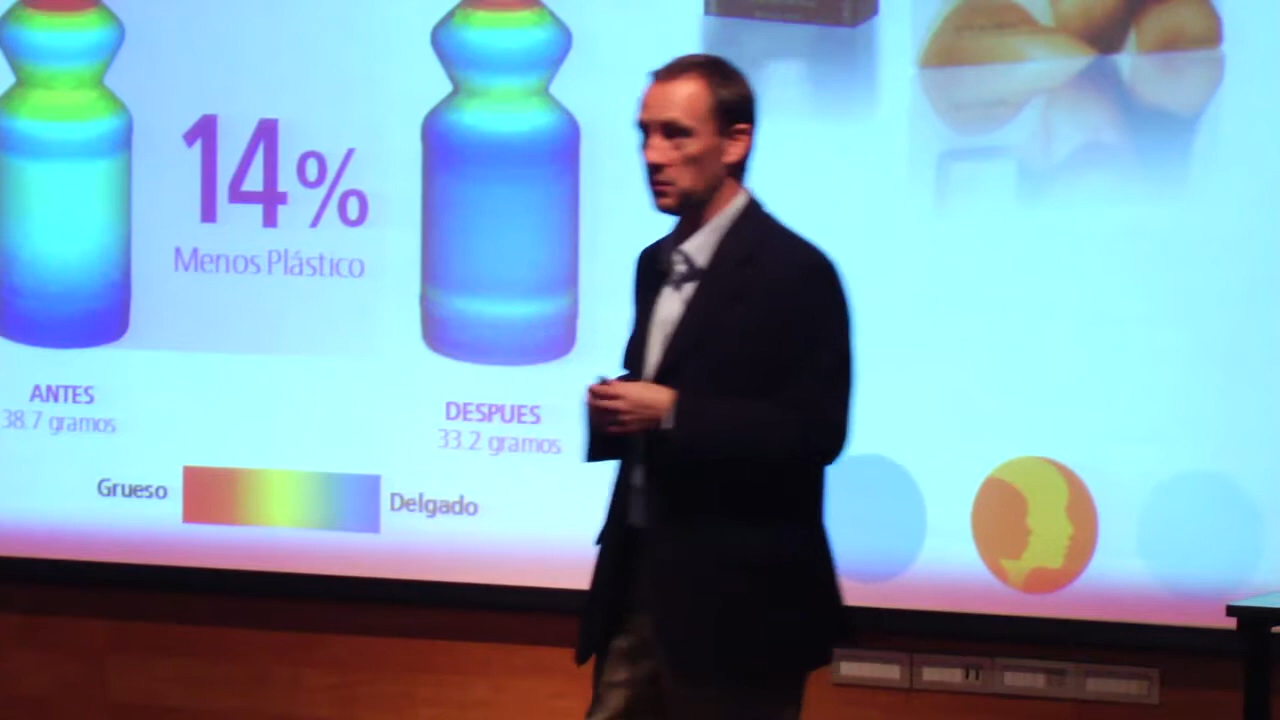 14%
Menos Plástico
ANTES
38.7 gramos
DESPUES
33.2 gramos
Grueso
Delgado